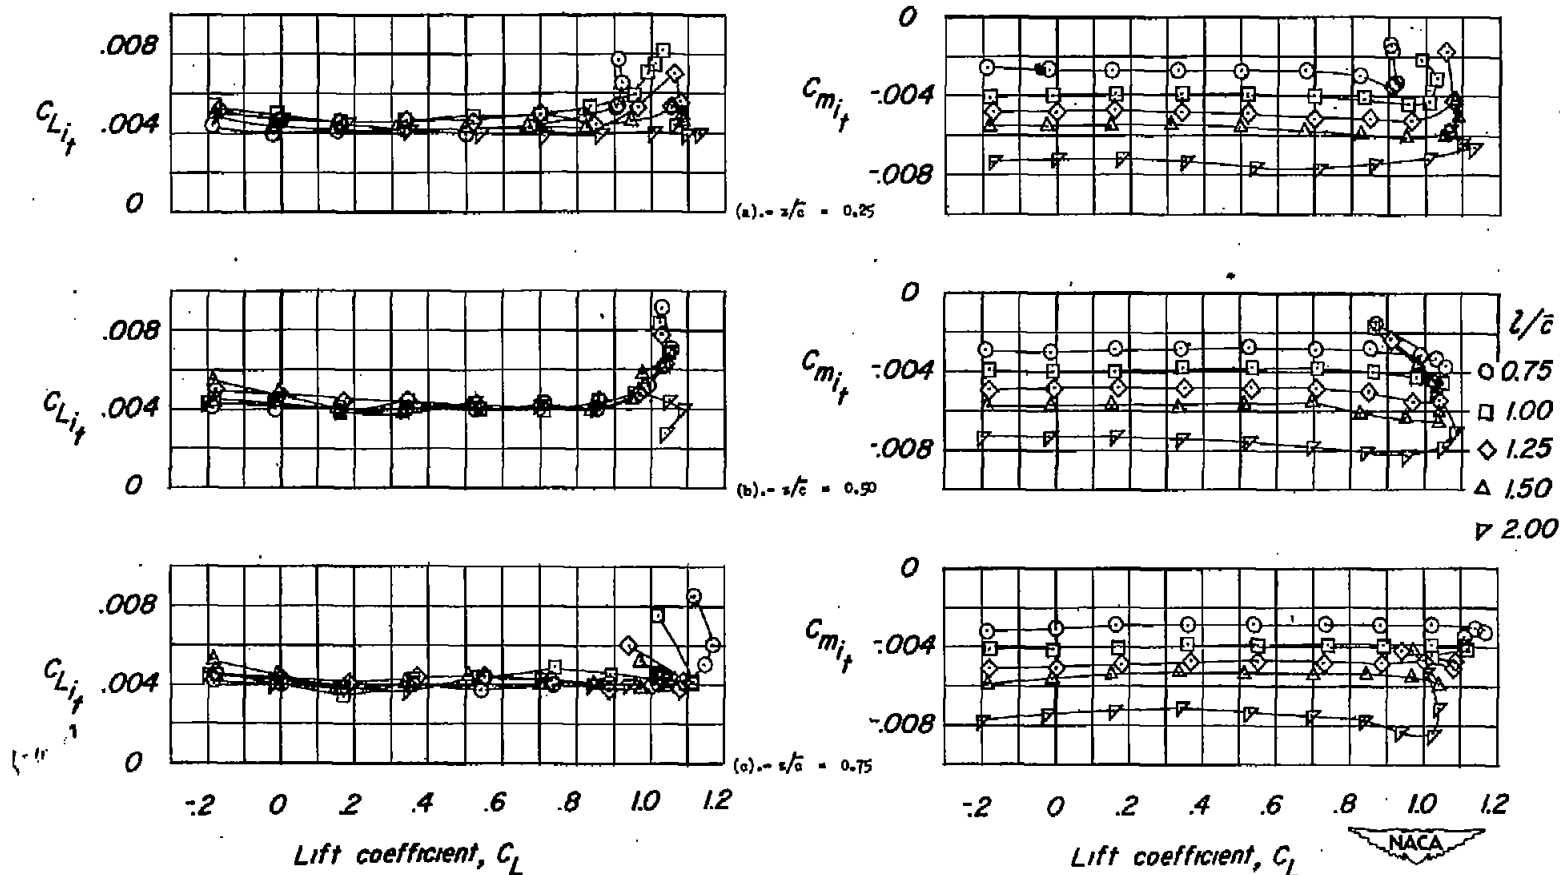 .008
C_{L_{i_t}}
.004
0
0
C_{m_{i_t}}
-.004
-.008
(a).- z/c̄ = 0.25
.008
C_{L_{i_t}}
.004
0
0
C_{m_{i_t}}
-.004
-.008
(b).- z/c̄ = 0.50
l/c̄
○ 0.75
□ 1.00
◇ 1.25
△ 1.50
▽ 2.00
.008
C_{L_{i_t}}
.004
0
0
C_{m_{i_t}}
-.004
-.008
(c).- z/c̄ = 0.75
-.2 0 .2 .4 .6 .8 1.0 1.2
Lift coefficient, C_L
-.2 0 .2 .4 .6 .8 1.0 1.2
Lift coefficient, C_L
NACA